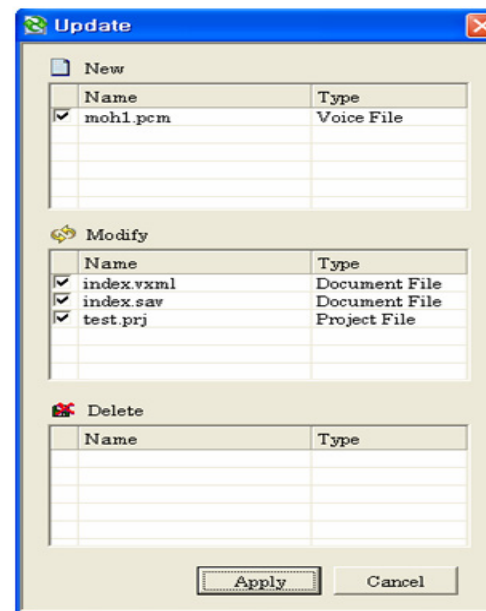 Update
New
Name Type
moh1.pcm Voice File
Modify
Name Type
index.vxml Document File
index.sav Document File
test.prj Project File
Delete
Name Type
Apply Cancel